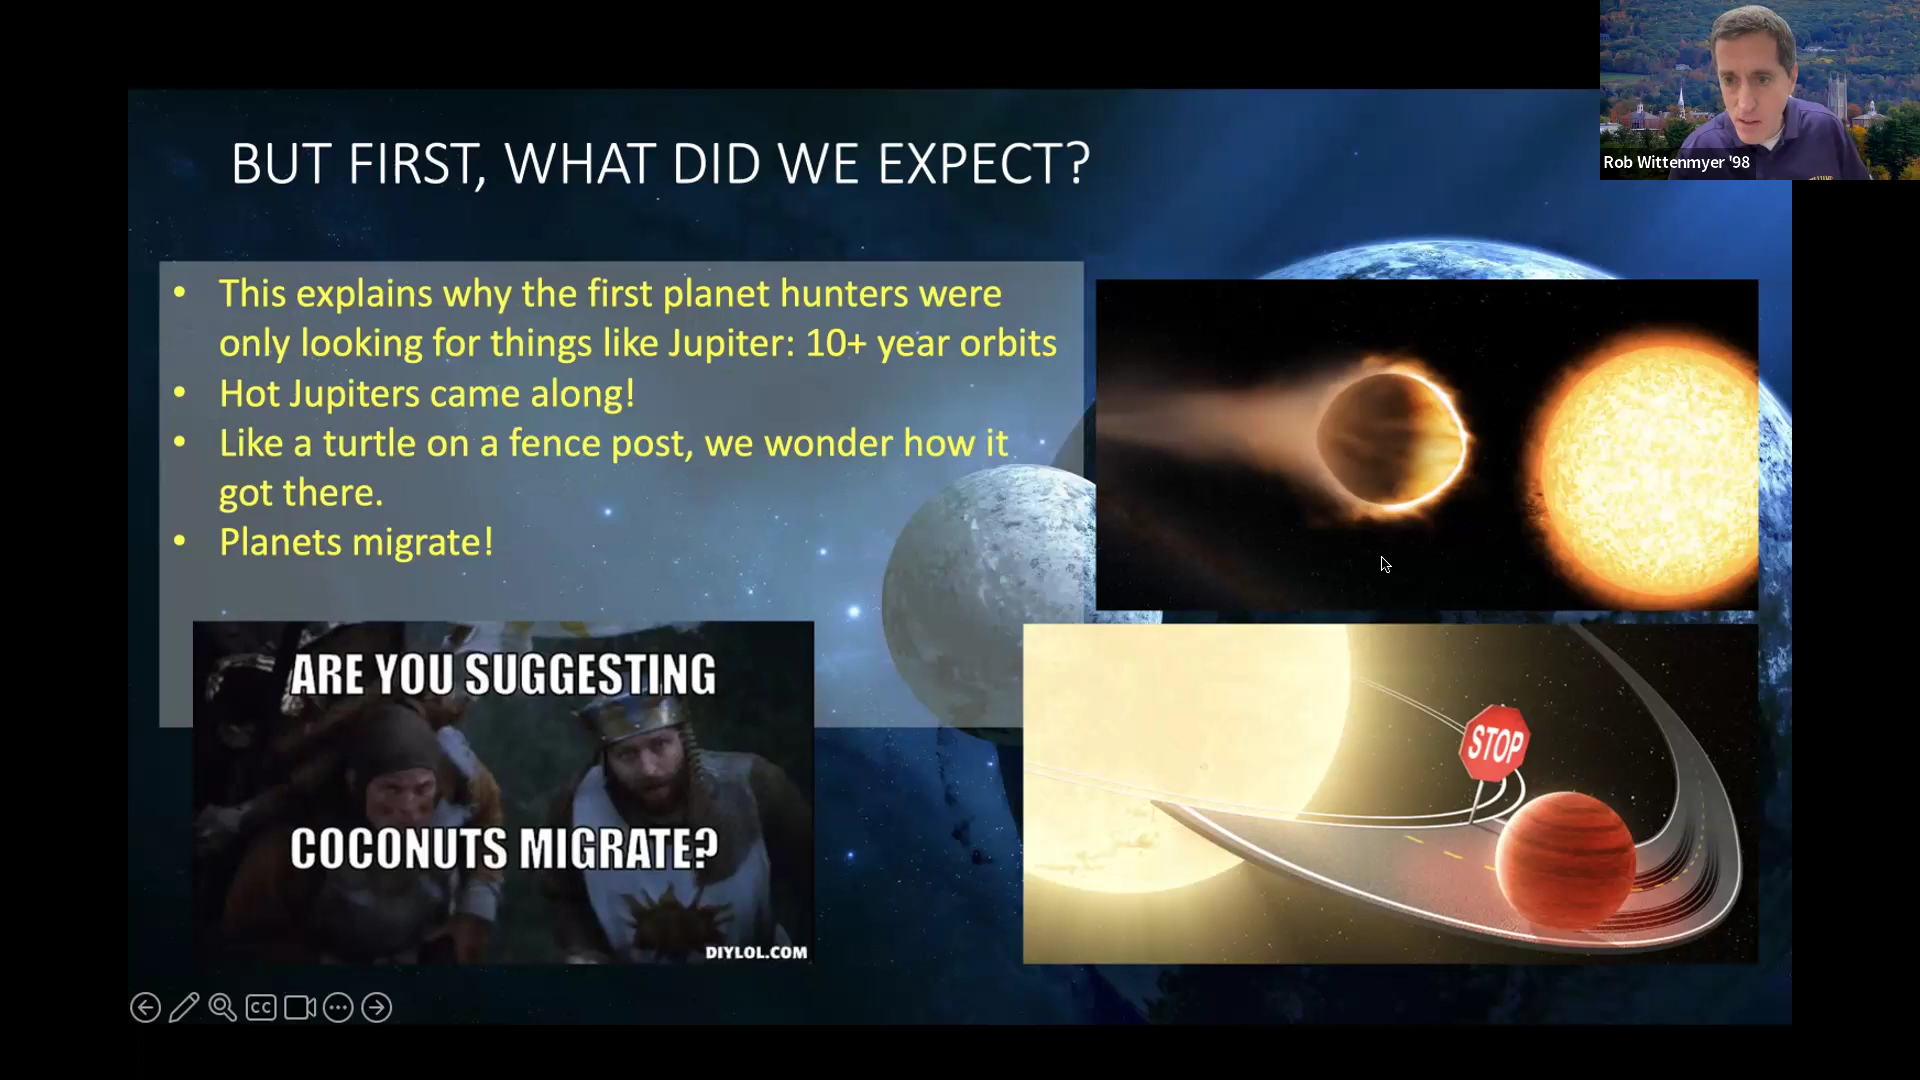 BUT FIRST, WHAT DID WE EXPECT?
Rob Wittenmyer '98
• This explains why the first planet hunters were
only looking for things like Jupiter: 10+ year orbits
• Hot Jupiters came along!
• Like a turtle on a fence post, we wonder how it
got there.
• Planets migrate!
ARE YOU SUGGESTING
COCONUTS MIGRATE?
DIYLOL.COM
STOP
CC